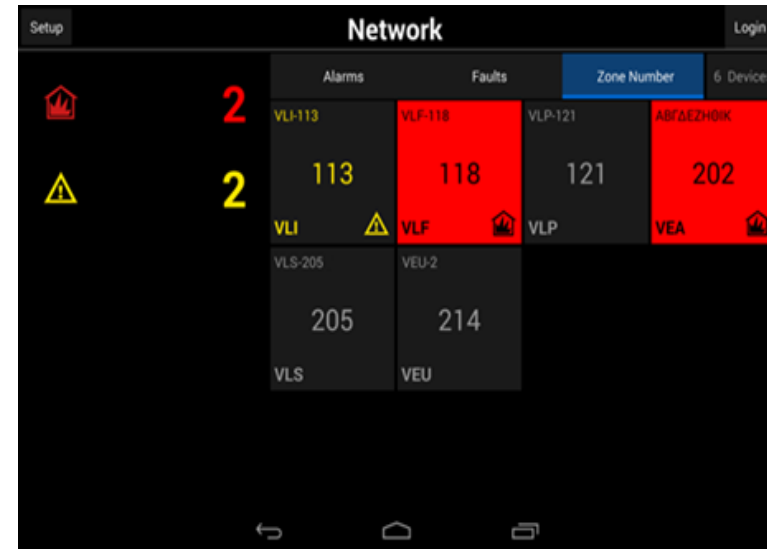 Setup
Network
Login
Alarms
Faults
Zone Number
6 Device
2
2
VLI-113
VLF-118
VLP-121
ΑΒΓΔΕΖΗΘΙΚ
113
118
121
202
VLI
VLF
VLP
VEA
VLS-205
VEU-2
205
214
VLS
VEU